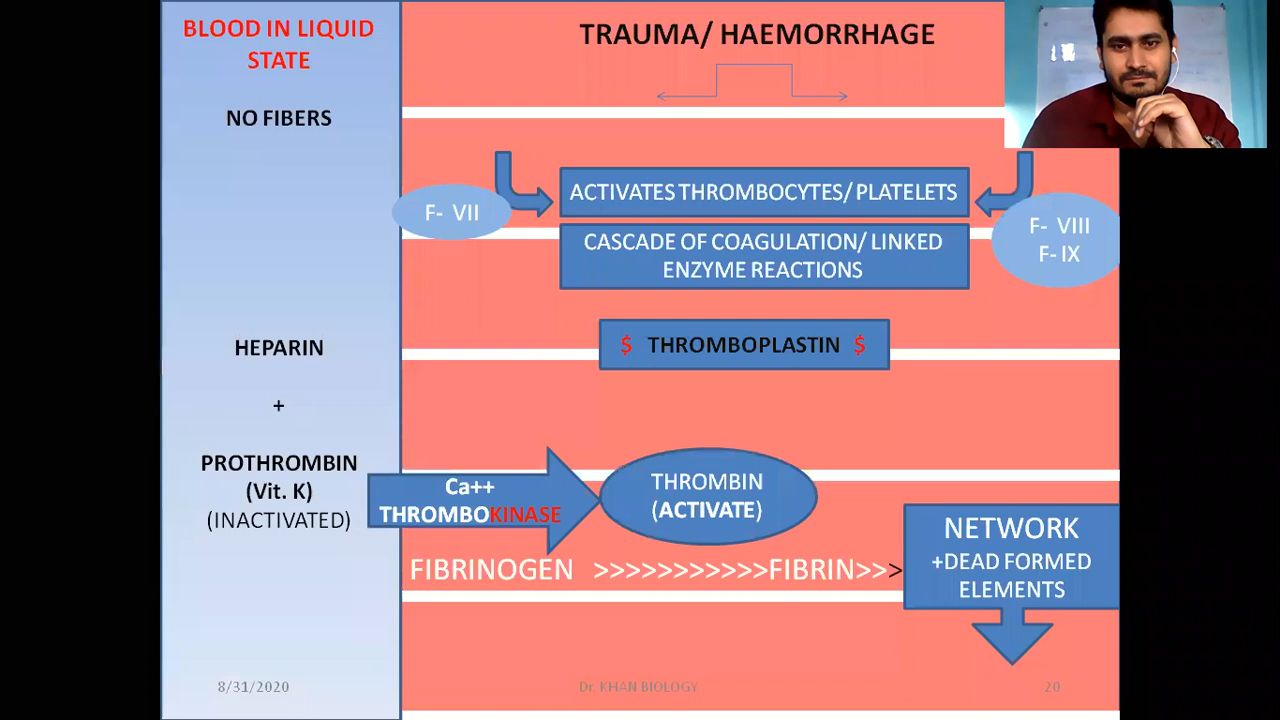 BLOOD IN LIQUID
STATE
NO FIBERS
HEPARIN
+
PROTHROMBIN
(Vit. K)
(INACTIVATED)
TRAUMA/ HAEMORRHAGE
F- VII
ACTIVATES THROMBOCYTES/ PLATELETS
F- VIII
F- IX
CASCADE OF COAGULATION/ LINKED
ENZYME REACTIONS
$ THROMBOPLASTIN $
Ca++
THROMBOKINASE
THROMBIN
(ACTIVATE)
FIBRINOGEN >>>>>>>>>>>FIBRIN>>>
NETWORK
+DEAD FORMED
ELEMENTS
8/31/2020
Dr. KHAN BIOLOGY
20